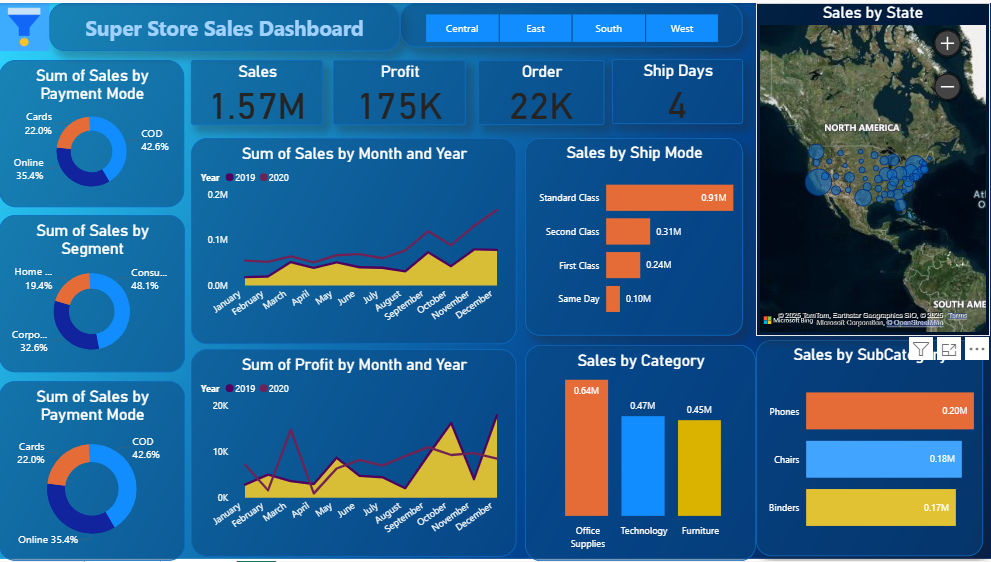 Super Store Sales Dashboard
Central
East
South
West
Sum of Sales by
Payment Mode
Cards
22.0%
COD
42.6%
Online
35.4%
Sum of Sales by
Segment
Home ...
19.4%
Consu...
48.1%
Corpo...
32.6%
Sum of Sales by
Payment Mode
Cards
22.0%
COD
42.6%
Online 35.4%
Sales
1.57M
Profit
175K
Order
22K
Ship Days
4
Sum of Sales by Month and Year
Year 2019 2020
0.2M
0.1M
0.0M
January
February
March
April
May
June
July
August
September
October
November
December
Sum of Profit by Month and Year
Year 2019 2020
20K
10K
0K
January
February
March
April
May
June
July
August
September
October
November
December
Sales by Ship Mode
Standard Class
0.91M
Second Class
0.31M
First Class
0.24M
Same Day
0.10M
Sales by Category
0.64M
0.47M
0.45M
Office
Supplies
Technology
Furniture
Sales by State
NORTH AMERICA
SOUTH AME
© 2025 TomTom, Earthstar Geographics SIO, © 2025 Terms
Microsoft Bing
Microsoft Corporation, © OpenStreetMap
Sales by SubCategory
Phones
0.20M
Chairs
0.18M
Binders
0.17M